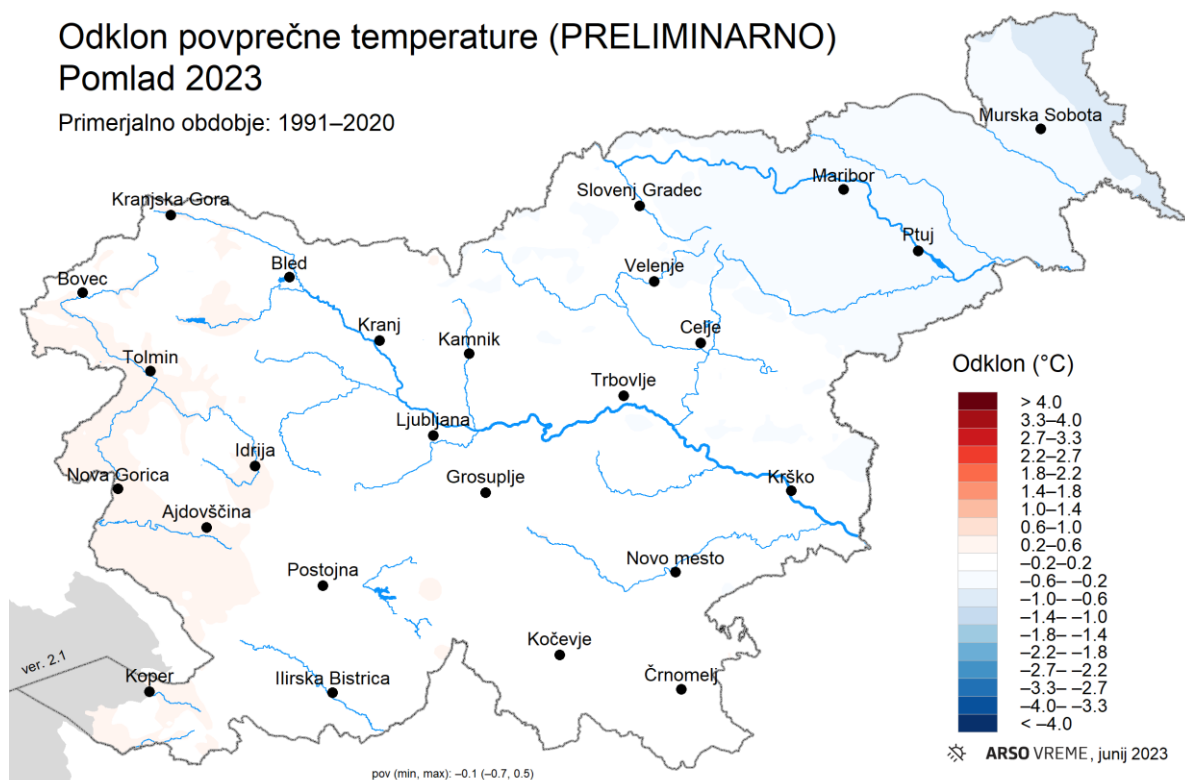 Odklon povprečne temperature (PRELIMINARNO)
Pomlad 2023
Primerjalno obdobje: 1991–2020
Murska Sobota
Maribor
Slovenj Gradec
Kranjska Gora
Ptuj
Bled
Velenje
Bovec
Kranj
Kamnik
Celje
Tolmin
Trbovlje
Ljubljana
Idrija
Nova Gorica
Grosuplje
Krško
Ajdovščina
Novo mesto
Postojna
Kočevje
Koper
Ilirska Bistrica
Črnomelj
ver. 2.1
Odklon (°C)
> 4.0
3.3–4.0
2.7–3.3
2.2–2.7
1.8–2.2
1.4–1.8
1.0–1.4
0.6–1.0
0.2–0.6
–0.2–0.2
–0.6– –0.2
–1.0– –0.6
–1.4– –1.0
–1.8– –1.4
–2.2– –1.8
–2.7– –2.2
–3.3– –2.7
–4.0– –3.3
< –4.0
ARSO VREME, junij 2023
pov (min, max): –0.1 (–0.7, 0.5)